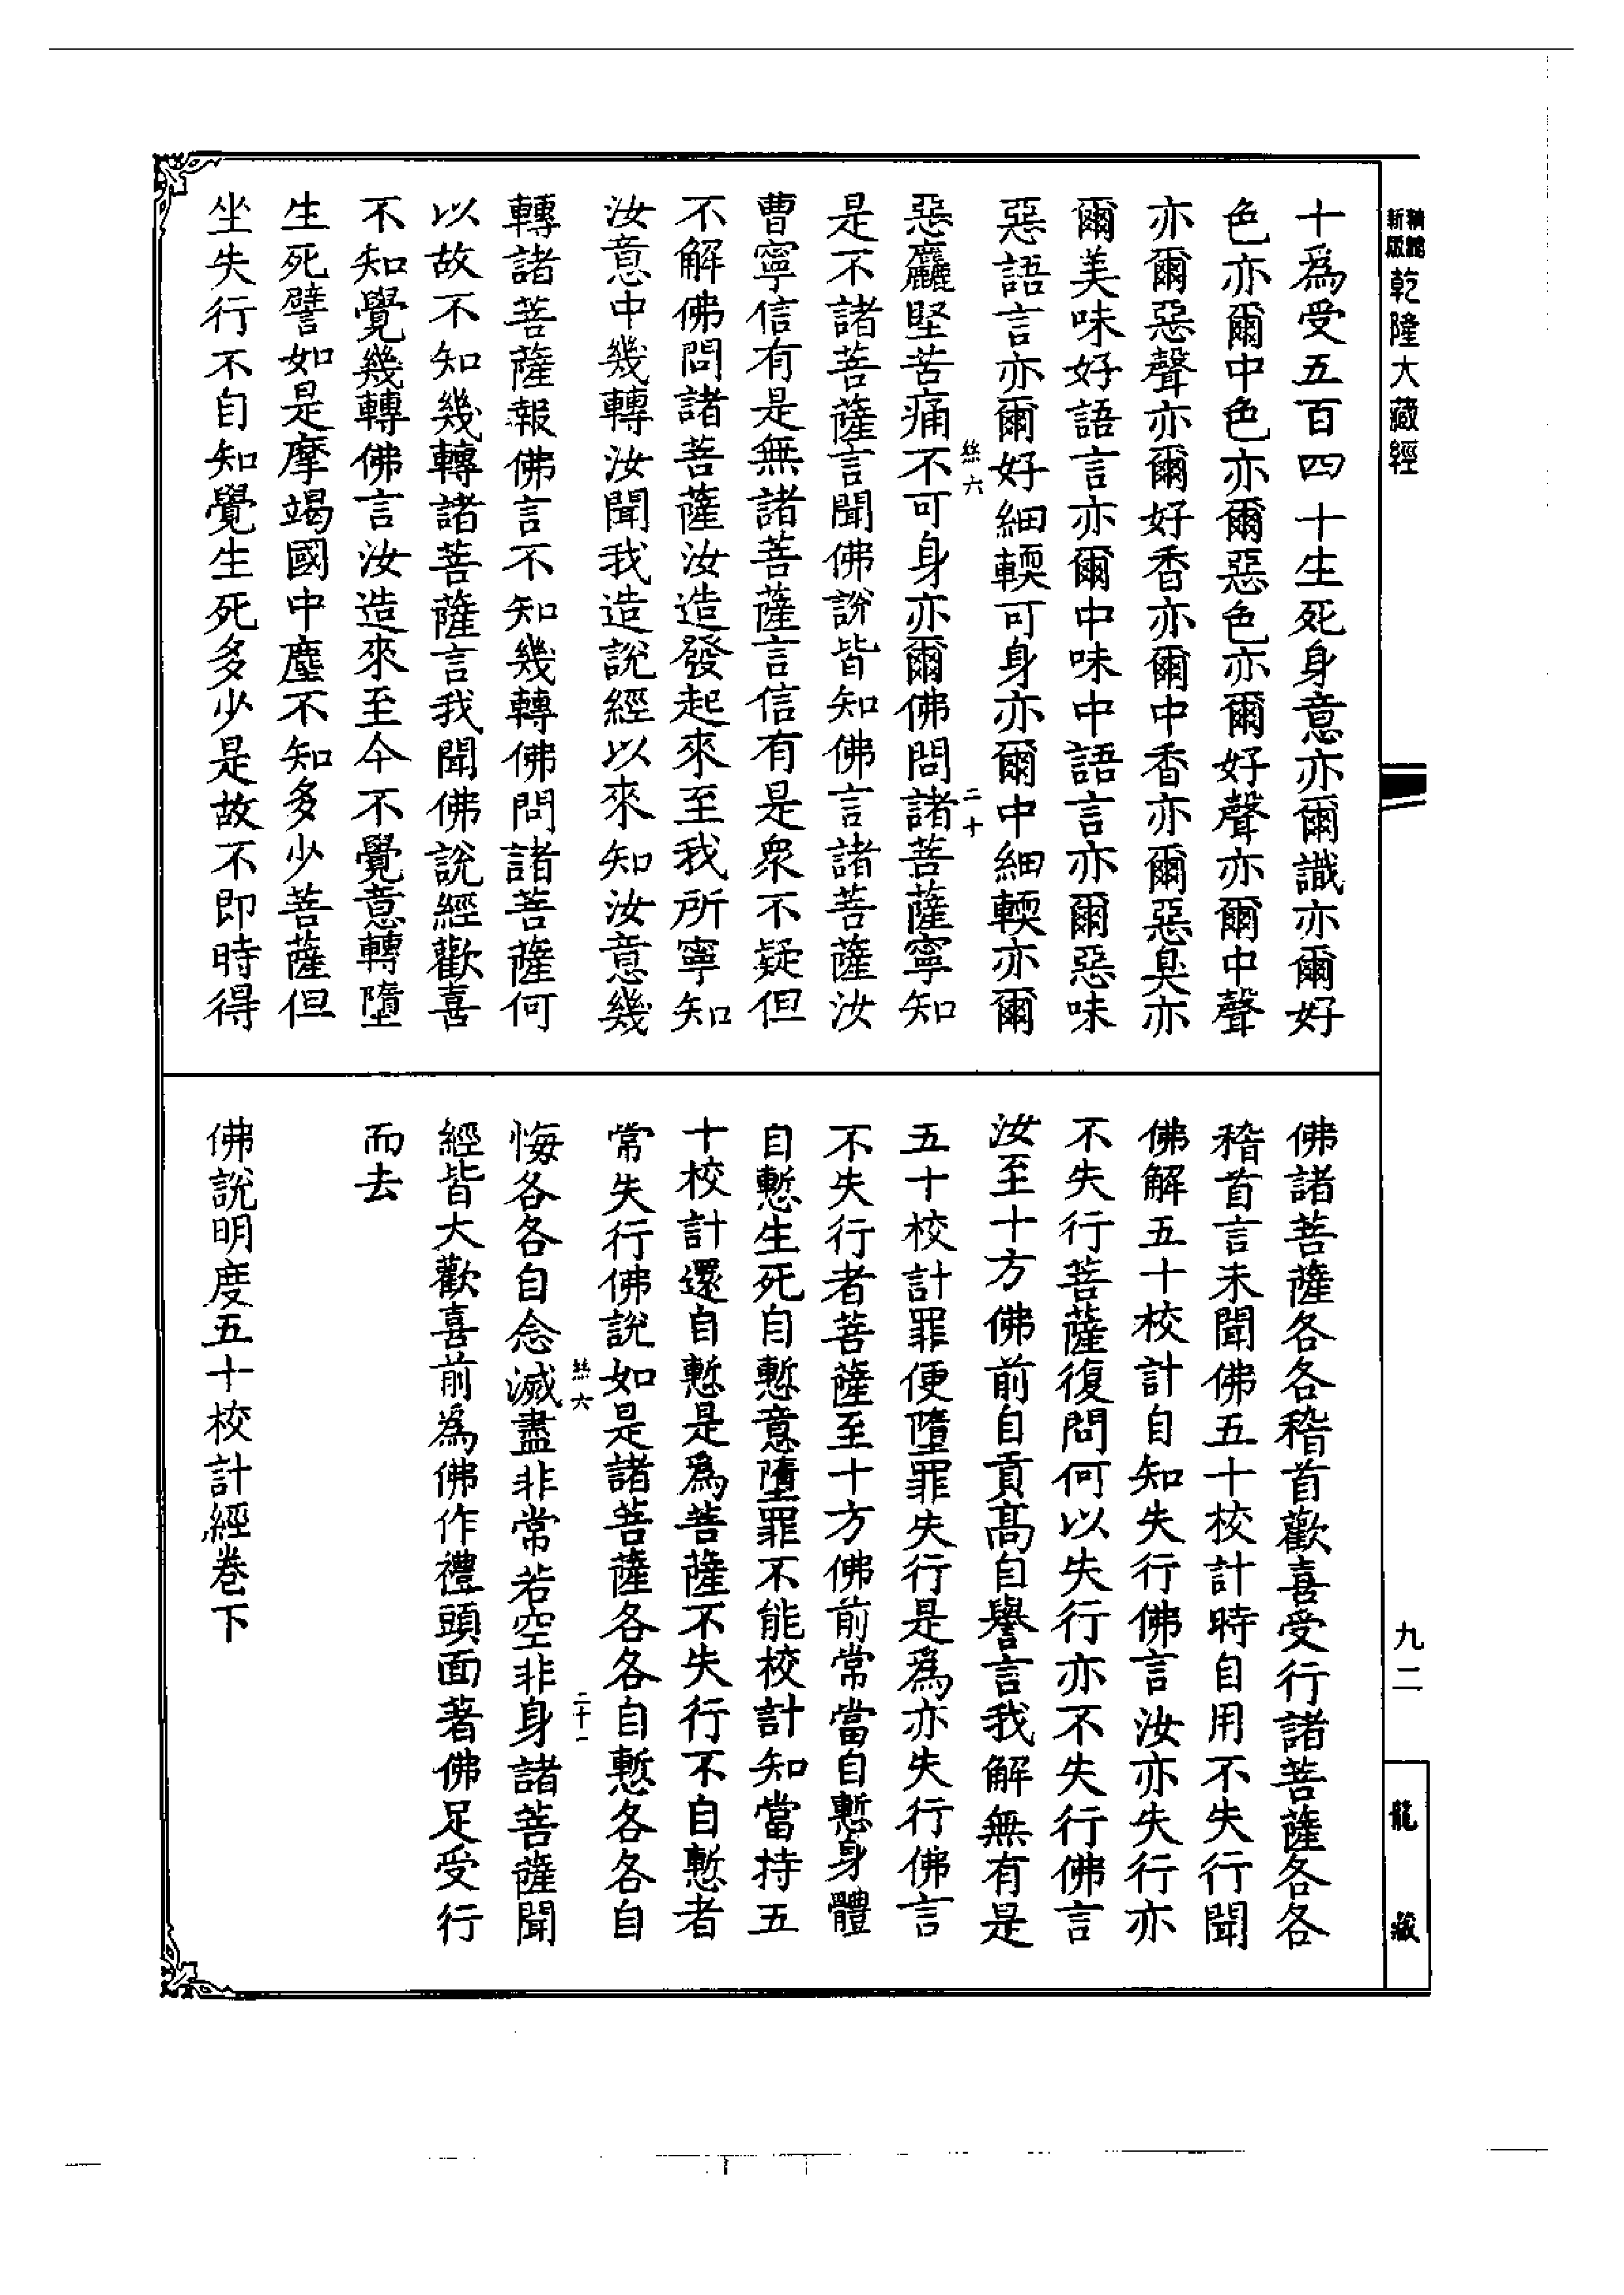 新縮
版館
乾隆大藏經
十爲受五百四十生死身意亦爾識亦爾好
色亦爾中色亦爾惡色亦爾好聲亦爾中聲
亦爾惡聲亦爾好香亦爾中香亦爾惡臭亦
爾美味好語言亦爾中味中語言亦爾惡味
惡語言亦爾好細輭可身亦爾中細輭亦爾
絲六
二十
惡麤堅苦痛不可身亦爾佛問諸菩薩寧知
是不諸菩薩言聞佛說皆知佛言諸菩薩汝
曹寧信有是無諸菩薩言信有是衆不疑但
不解佛問諸菩薩汝造發起來至我所寧知
汝意中幾轉汝聞我造說經以來知汝意幾
轉諸菩薩報佛言不知幾轉佛問諸菩薩何
以故不知幾轉諸菩薩言我聞佛說經歡喜
不知覺幾轉佛言汝造來至今不覺意轉墮
生死譬如是摩竭國中塵不知多少菩薩但
坐失行不自知覺生死多少是故不即時得
佛諸菩薩各各稽首歡喜受行諸菩薩各各
稽首言未聞佛五十校計時自用不失行聞
佛解五十校計自知失行佛言汝亦失行亦
不失行菩薩復問何以失行亦不失行佛言
汝至十方佛前自貢高自譽言我解無有是
五十校計罪便墮罪失行是爲亦失行佛言
不失行者菩薩至十方佛前常當自慙身體
自慙生死自慙意墮罪不能校計知當持五
十校計還自慙是爲菩薩不失行不自慙者
常失行佛說如是諸菩薩各各自慙各各自
絲六
二十一
悔各各自念滅盡非常苦空非身諸菩薩聞
經皆大歡喜前爲佛作禮頭面著佛足受行
而去
佛說明度五十校計經卷下
九二
龍藏